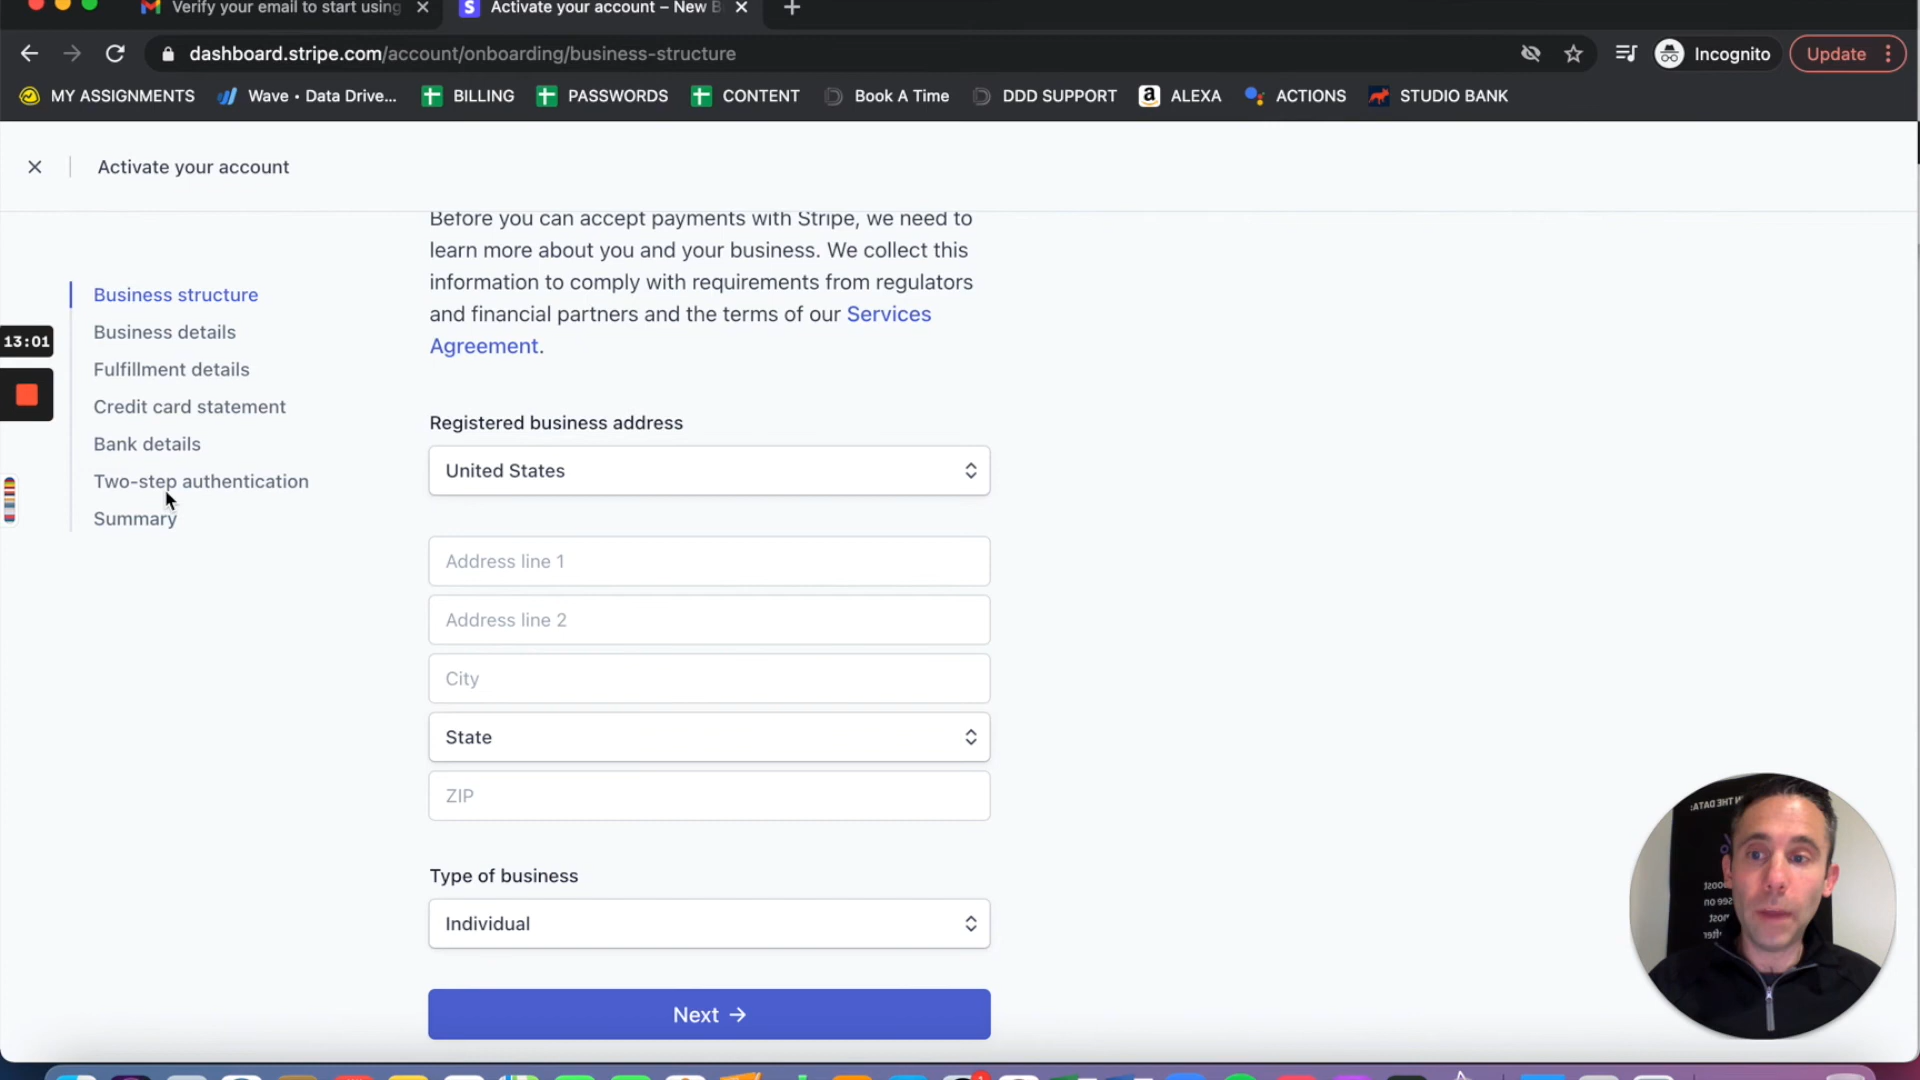 Verify your email to start using
Activate your account – New B
dashboard.stripe.com/account/onboarding/business-structure
Incognito
Update
MY ASSIGNMENTS
Wave • Data Drive...
BILLING
PASSWORDS
CONTENT
Book A Time
DDD SUPPORT
ALEXA
ACTIONS
STUDIO BANK
Activate your account
Before you can accept payments with Stripe, we need to
learn more about you and your business. We collect this
information to comply with requirements from regulators
and financial partners and the terms of our Services
Agreement.
Business structure
Business details
Fulfillment details
Credit card statement
Bank details
Two-step authentication
Summary
13:01
Registered business address
United States
Address line 1
Address line 2
City
State
ZIP
Type of business
Individual
Next →